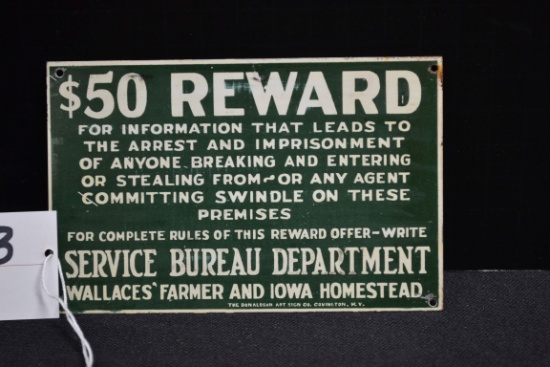 $50 REWARD
FOR INFORMATION THAT LEADS TO
THE ARREST AND IMPRISONMENT
OF ANYONE BREAKING AND ENTERING
OR STEALING FROM~OR ANY AGENT
COMMITTING SWINDLE ON THESE
PREMISES
FOR COMPLETE RULES OF THIS REWARD OFFER-WRITE
SERVICE BUREAU DEPARTMENT
WALLACES' FARMER AND IOWA HOMESTEAD
THE DONALDSON ART SIGN CO. COVINGTON, KY.
3